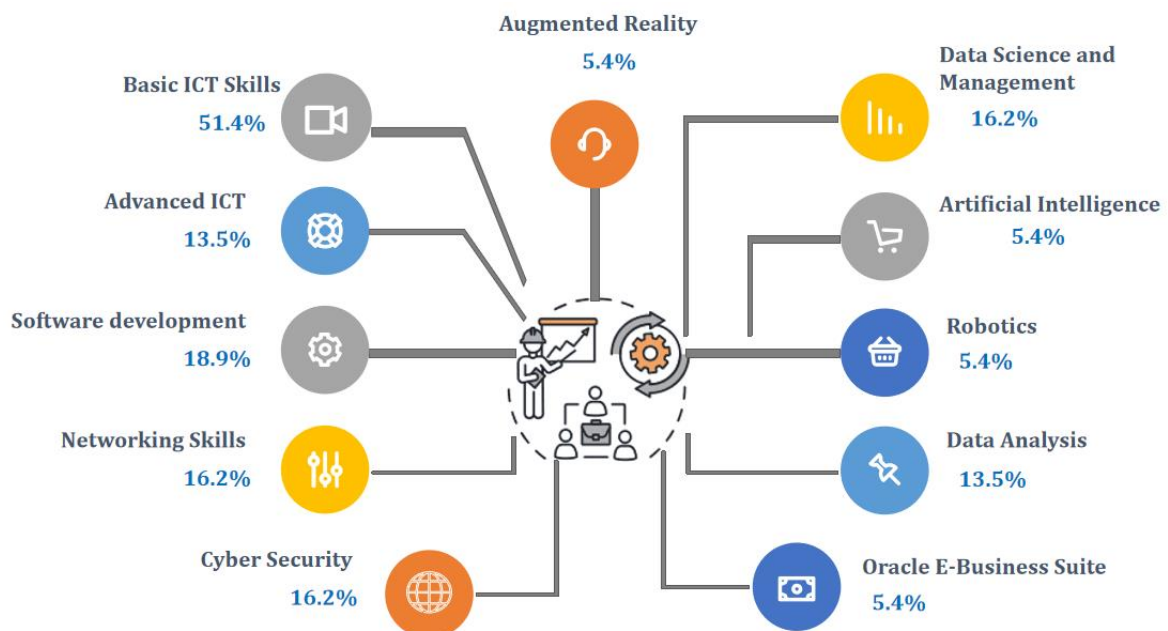 Augmented Reality
5.4%
Basic ICT Skills
51.4%
Advanced ICT
13.5%
Software development
18.9%
Networking Skills
16.2%
Cyber Security
16.2%
Data Science and
Management
16.2%
Artificial Intelligence
5.4%
Robotics
5.4%
Data Analysis
13.5%
Oracle E-Business Suite
5.4%